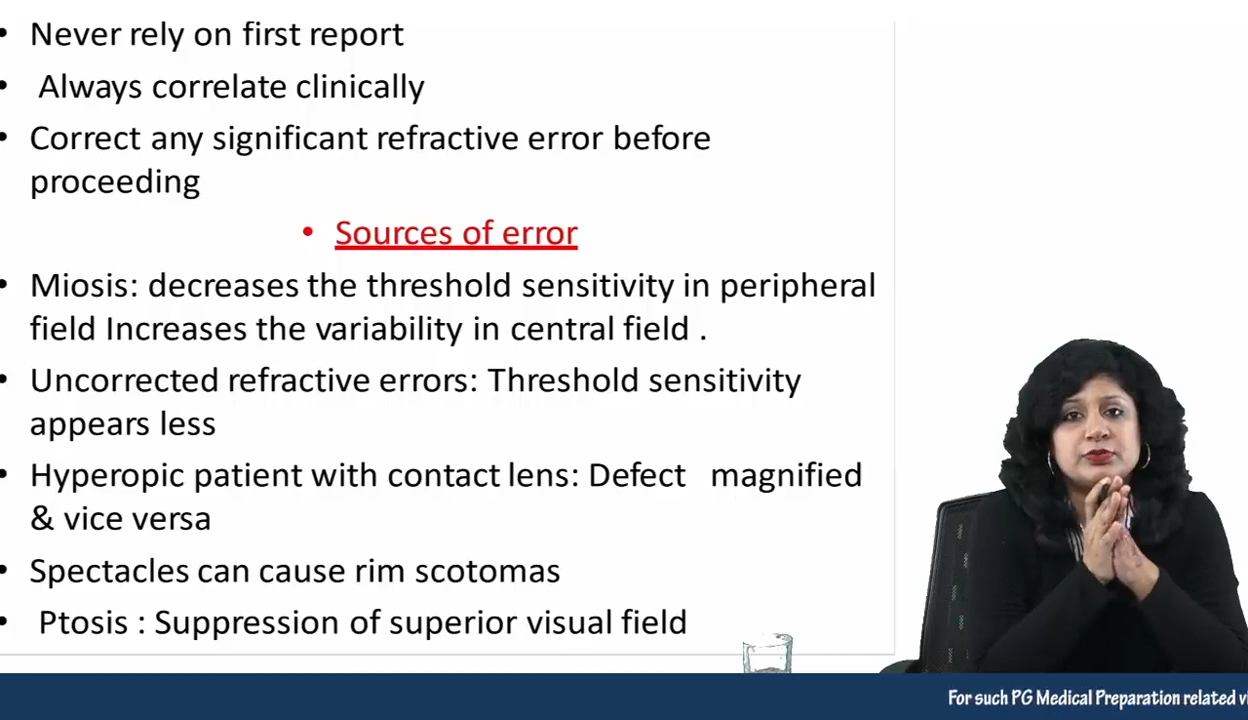 • Never rely on first report
• Always correlate clinically
• Correct any significant refractive error before
proceeding
• Sources of error
• Miosis: decreases the threshold sensitivity in peripheral
field Increases the variability in central field .
• Uncorrected refractive errors: Threshold sensitivity
appears less
• Hyperopic patient with contact lens: Defect magnified
& vice versa
• Spectacles can cause rim scotomas
• Ptosis : Suppression of superior visual field
For such PG Medical Preparation related